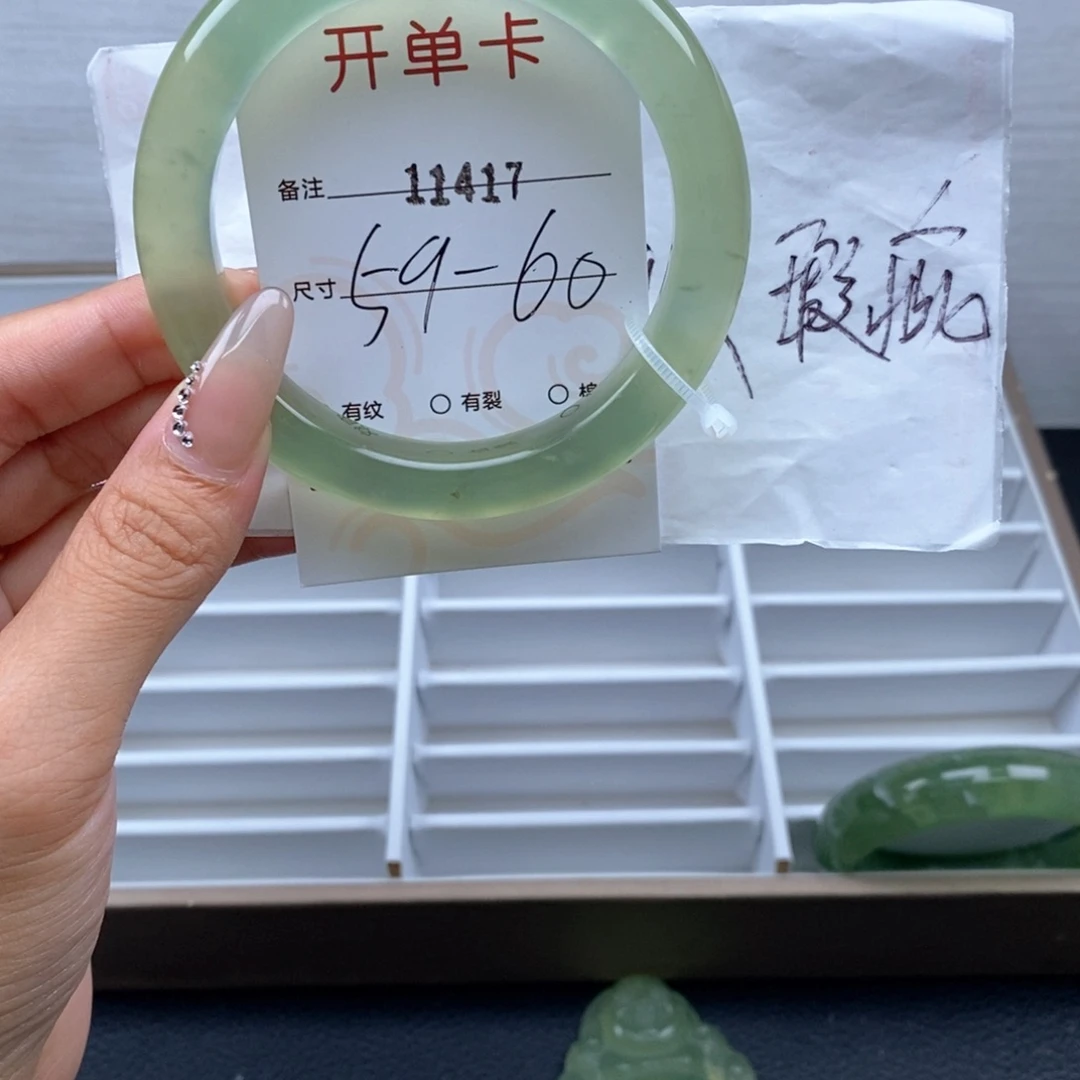 开单卡
备注 11417
尺寸 59-60
有纹 有裂
瑕疵